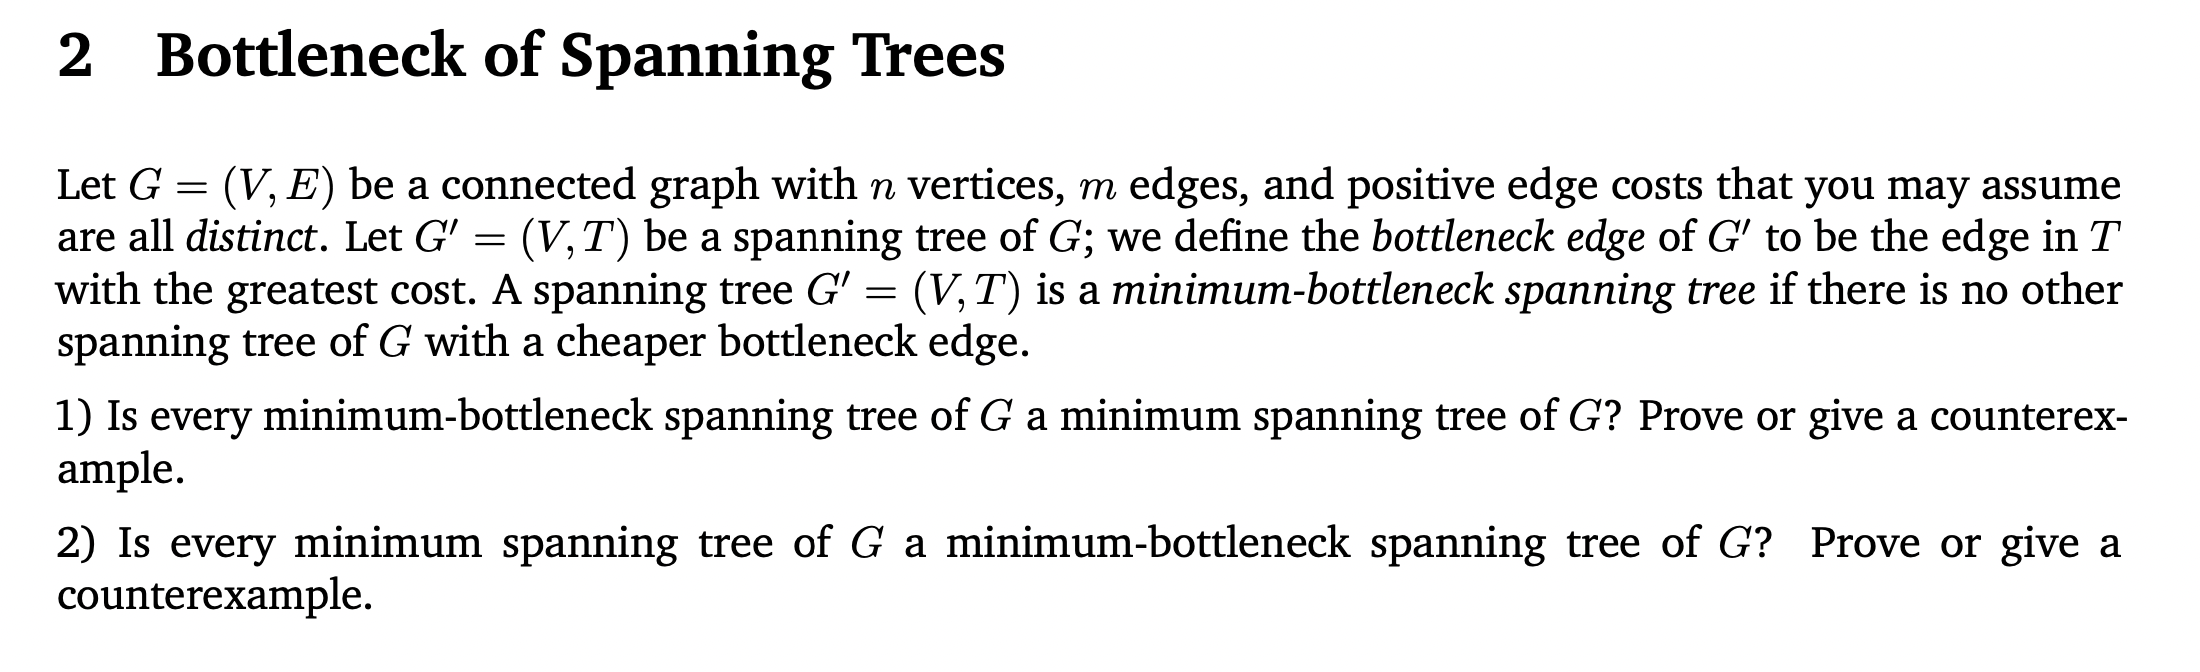 2 Bottleneck of Spanning Trees
Let G = (V, E) be a connected graph with n vertices, m edges, and positive edge costs that you may assume
are all distinct. Let G′ = (V, T) be a spanning tree of G; we define the bottleneck edge of G′ to be the edge in T
with the greatest cost. A spanning tree G′ = (V, T) is a minimum-bottleneck spanning tree if there is no other
spanning tree of G with a cheaper bottleneck edge.
1) Is every minimum-bottleneck spanning tree of G a minimum spanning tree of G? Prove or give a counterex-
ample.
2) Is every minimum spanning tree of G a minimum-bottleneck spanning tree of G? Prove or give a
counterexample.